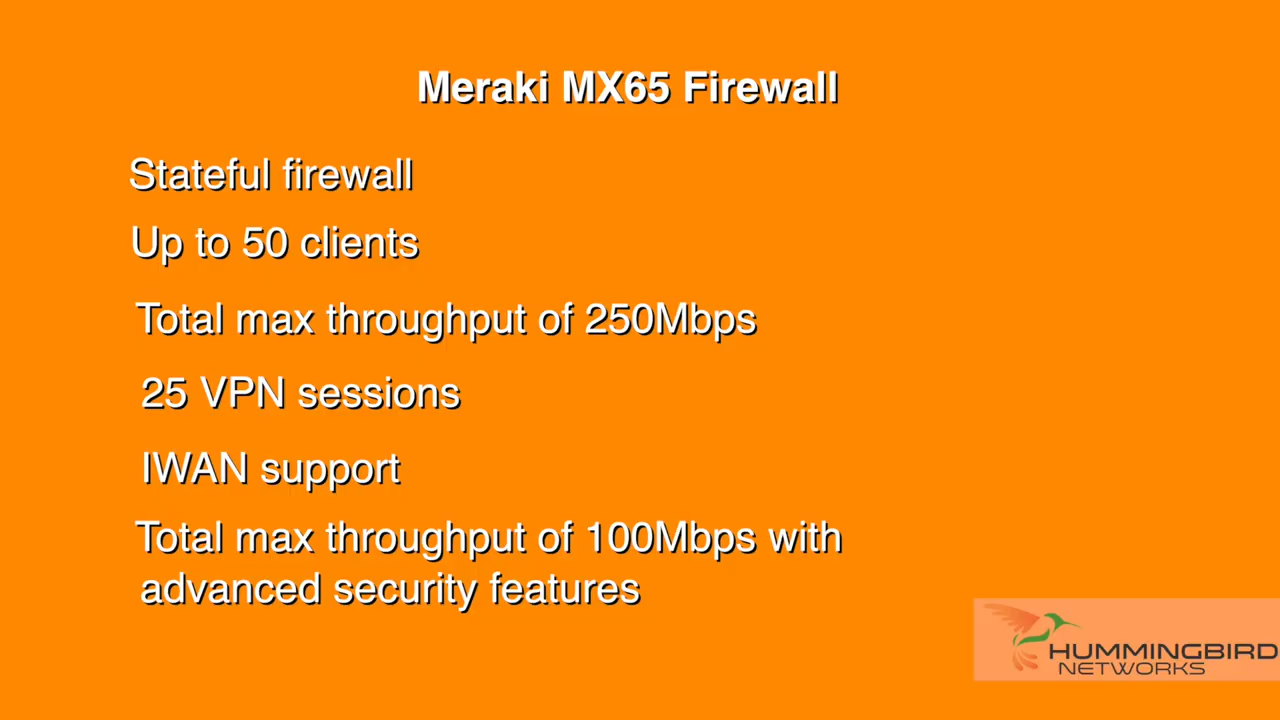 Meraki MX65 Firewall
Stateful firewall
Up to 50 clients
Total max throughput of 250Mbps
25 VPN sessions
IWAN support
Total max throughput of 100Mbps with
advanced security features
HUMMINGBIRD
NETWORKS